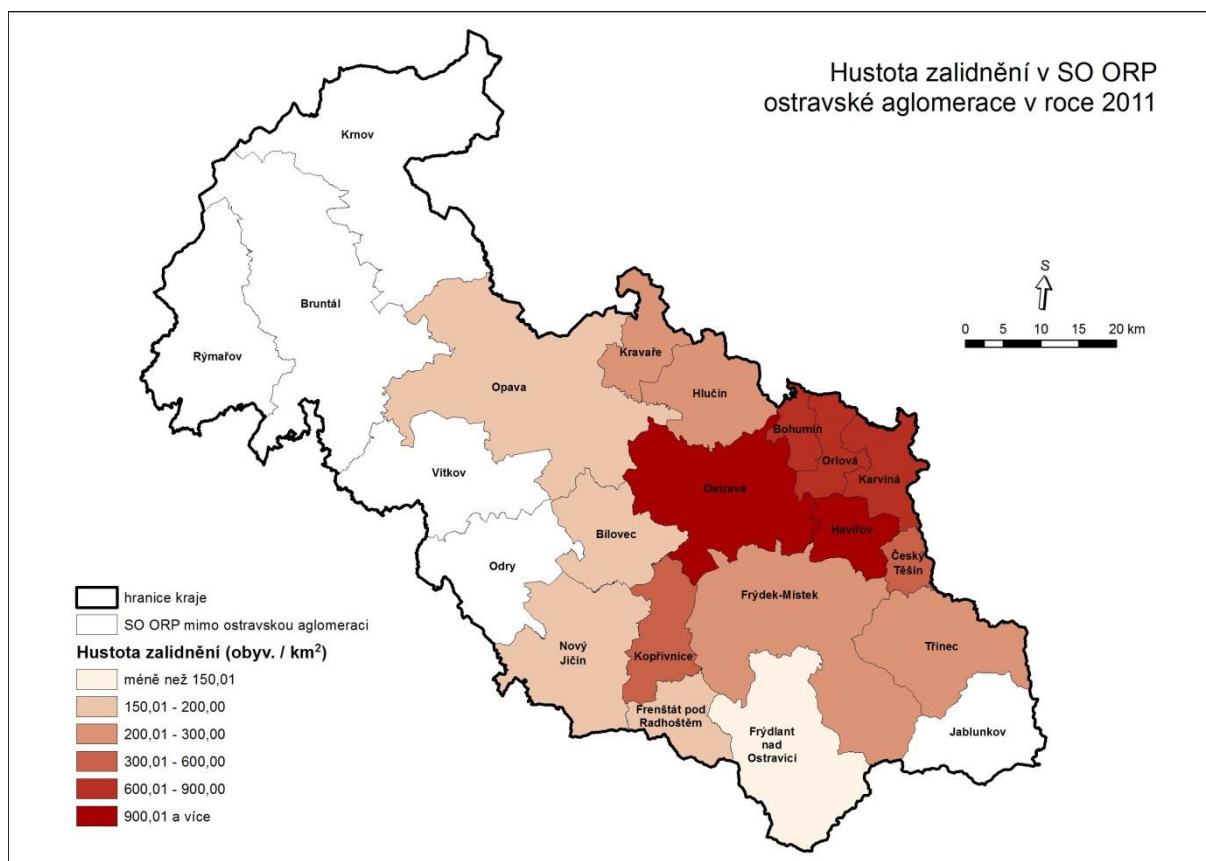 Hustota zalidnění v SO ORP
ostravské aglomerace v roce 2011
Krnov
S
0 5 10 15 20 km
Bruntál
Rýmařov
Kravaře
Opava
Hlučín
Bohumín
Orlová
Vítkov
Karviná
Ostrava
Havířov
Bílovec
Český
Těšín
Odry
Frýdek-Místek
Nový
Jičín
Kopřivnice
Třinec
Frenštát pod
Radhoštěm
Frýdlant
nad
Ostravicí
Jablunkov
hranice kraje
SO ORP mimo ostravskou aglomeraci
Hustota zalidnění (obyv. / km²)
méně než 150,01
150,01 - 200,00
200,01 - 300,00
300,01 - 600,00
600,01 - 900,00
900,01 a více